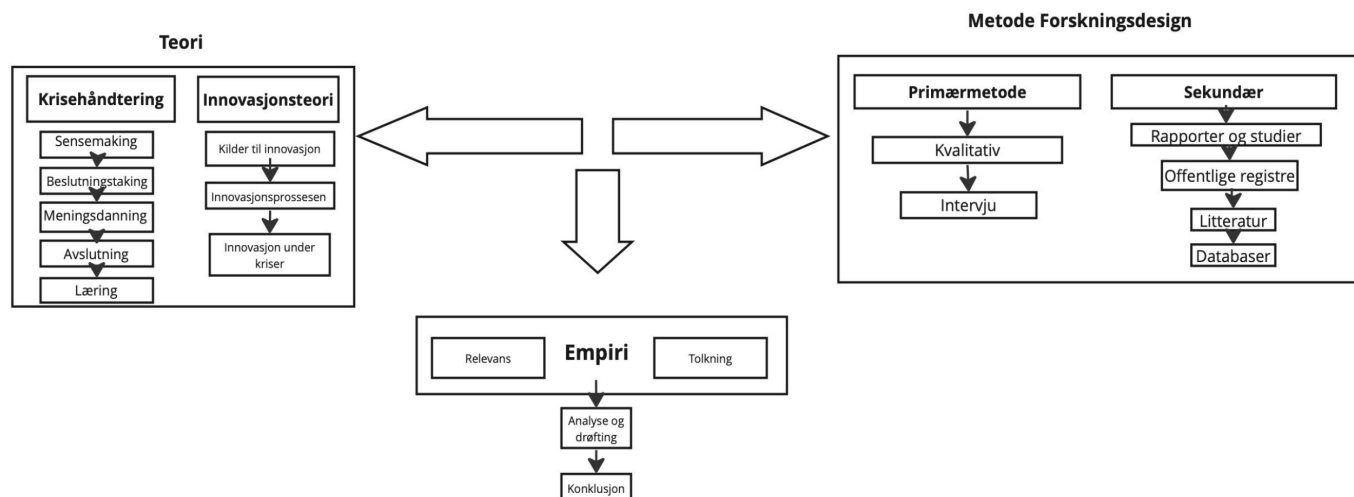 Teori
Krisehåndtering
Sensemaking
Beslutningstaking
Meningsdanning
Avslutning
Læring
Innovasjonsteori
Kilder til innovasjon
Innovasjonsprossesen
Innovasjon under
kriser
Metode Forskningsdesign
Primærmetode
Kvalitativ
Intervju
Sekundær
Rapporter og studier
Offentlige registre
Litteratur
Databaser
Relevans
Empiri
Tolkning
Analyse og
drøfting
Konklusjon